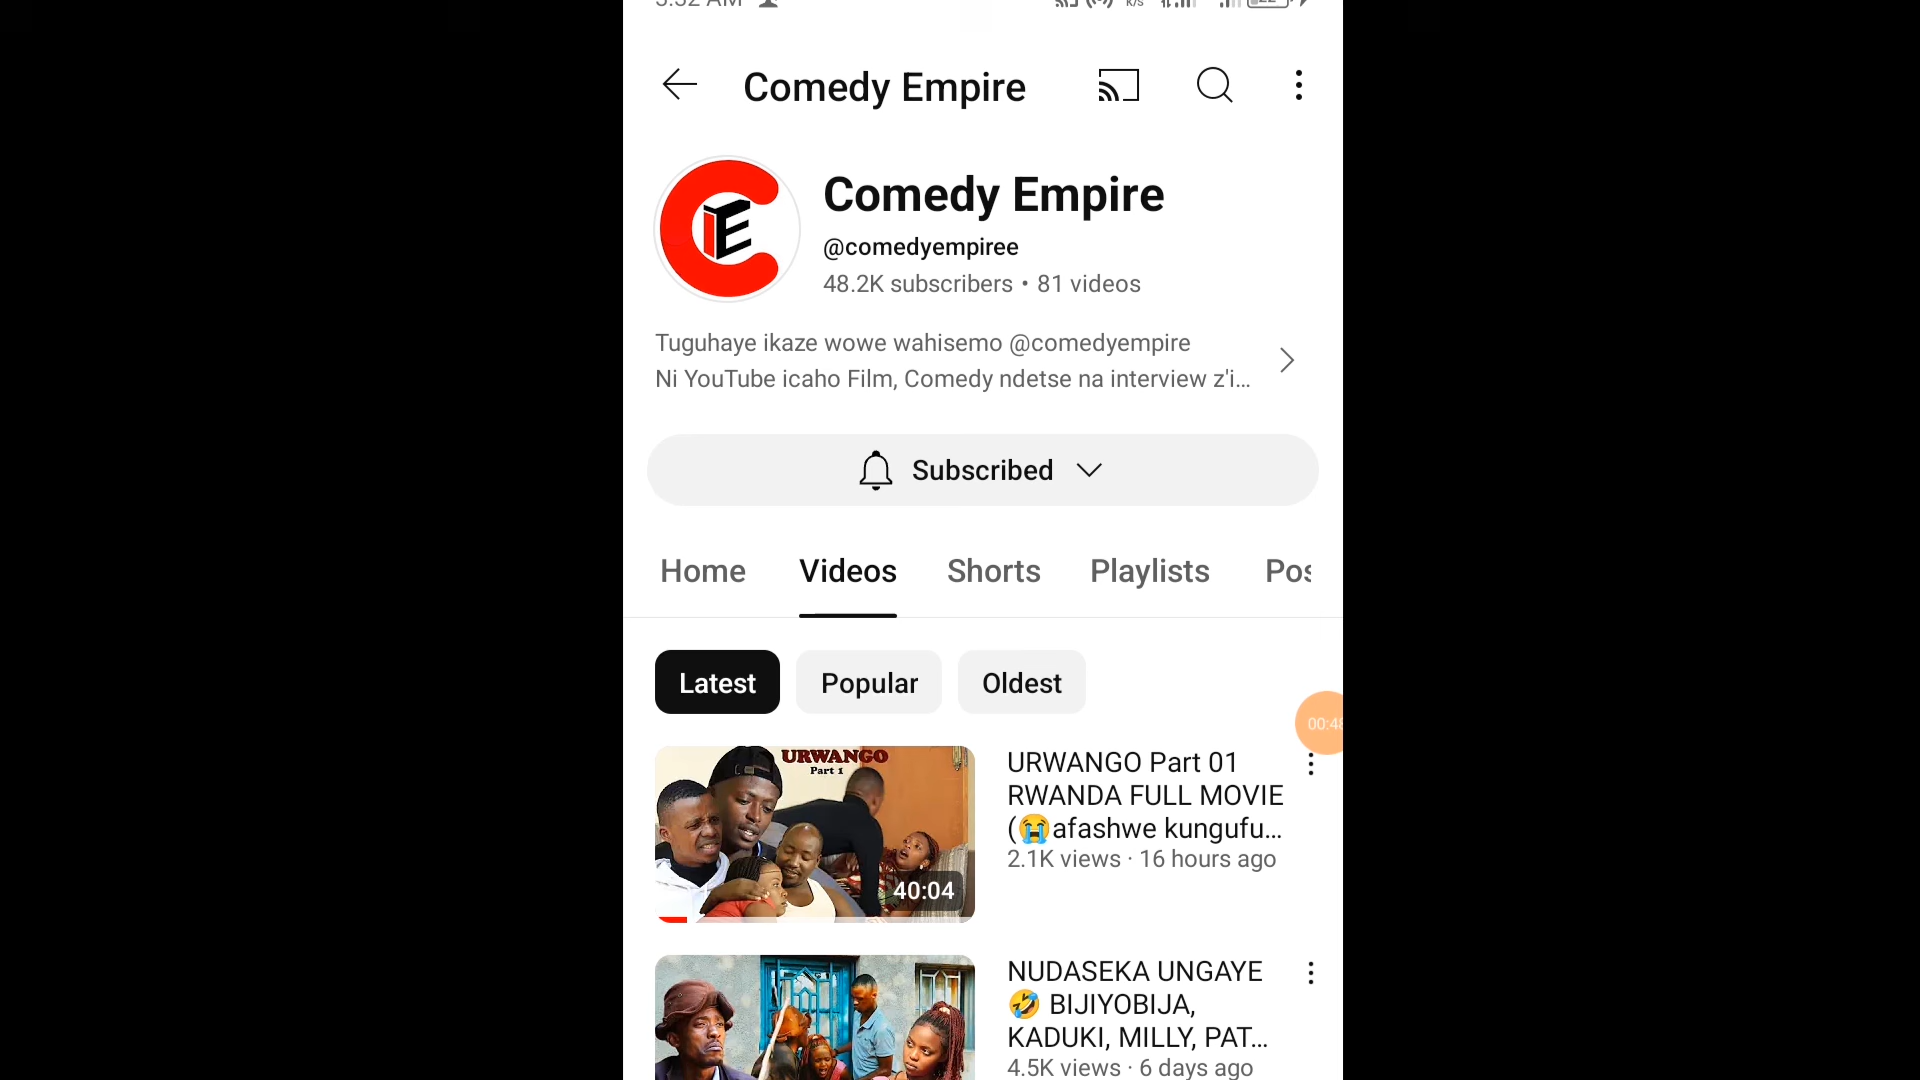 Comedy Empire
Comedy Empire
@comedyempiree
48.2K subscribers • 81 videos
Tuguhaye ikaze wowe wahisemo @comedyempire
Ni YouTube icaho Film, Comedy ndetse na interview z'i...
Subscribed
Home Videos Shorts Playlists Pos
Latest Popular Oldest
URWANGO
Part 1
40:04
URWANGO Part 01
RWANDA FULL MOVIE
(😭afashwe kungufu...
2.1K views · 16 hours ago
00:48
NUDASEKA UNGAYE
🤣 BIJIYOBIJA,
KADUKI, MILLY, PAT...
4.5K views · 6 days ago